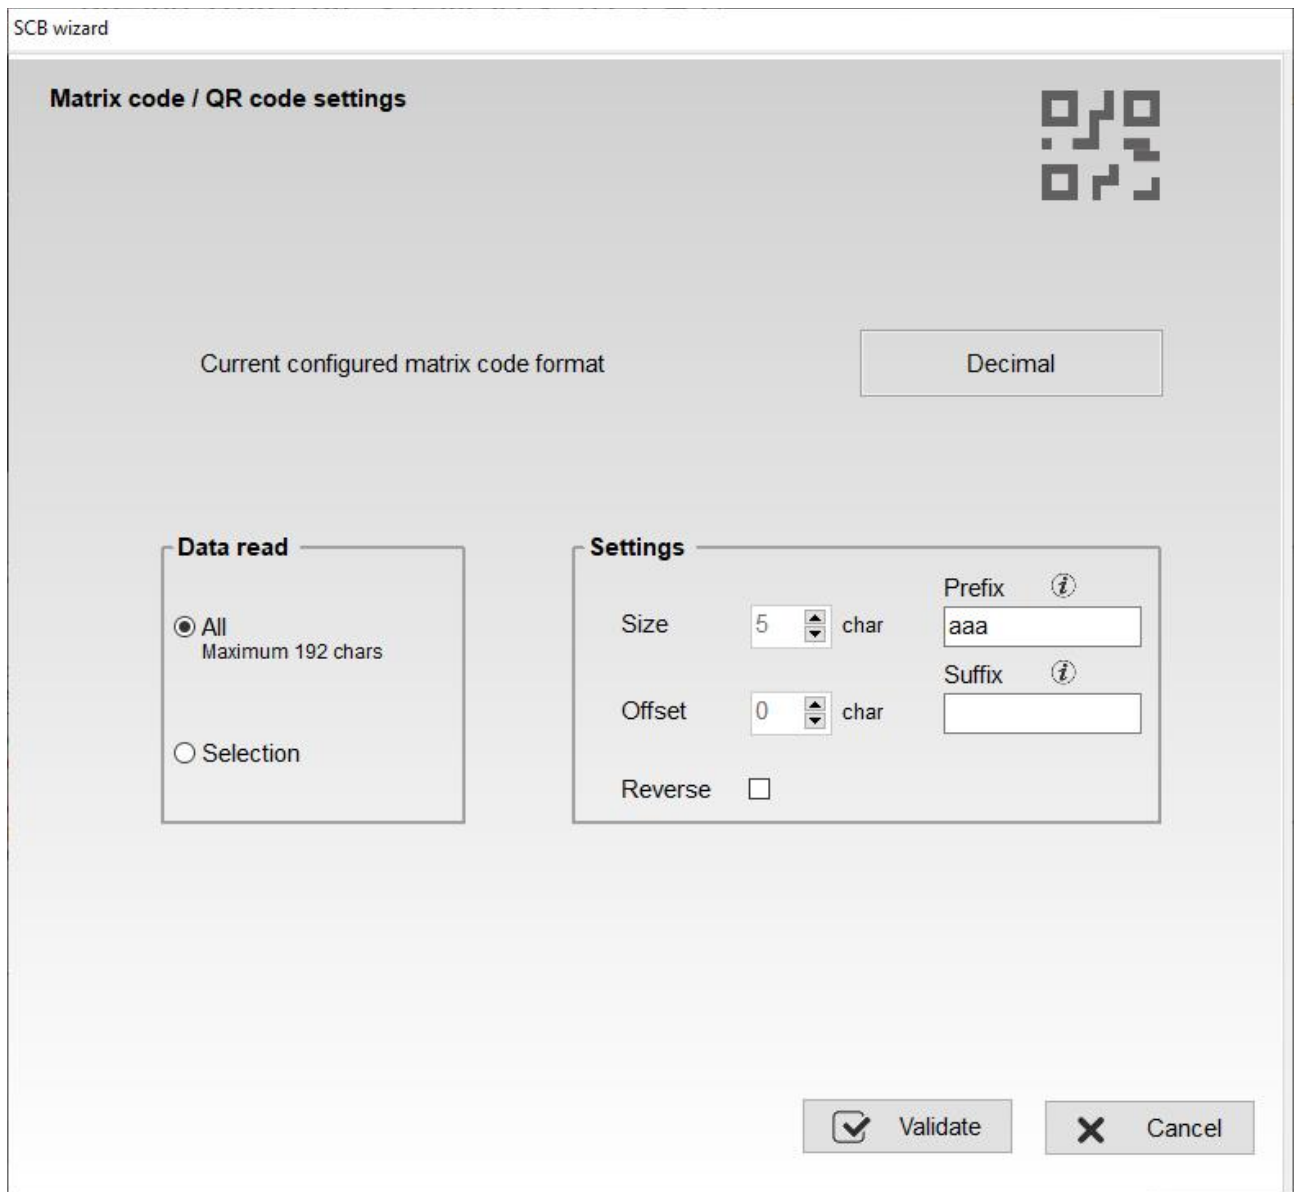 SCB wizard
Matrix code / QR code settings
Current configured matrix code format
Decimal
Data read
All
Maximum 192 chars
Selection
Settings
Prefix
Size 5 char aaa
Suffix
Offset 0 char
Reverse
Validate
Cancel